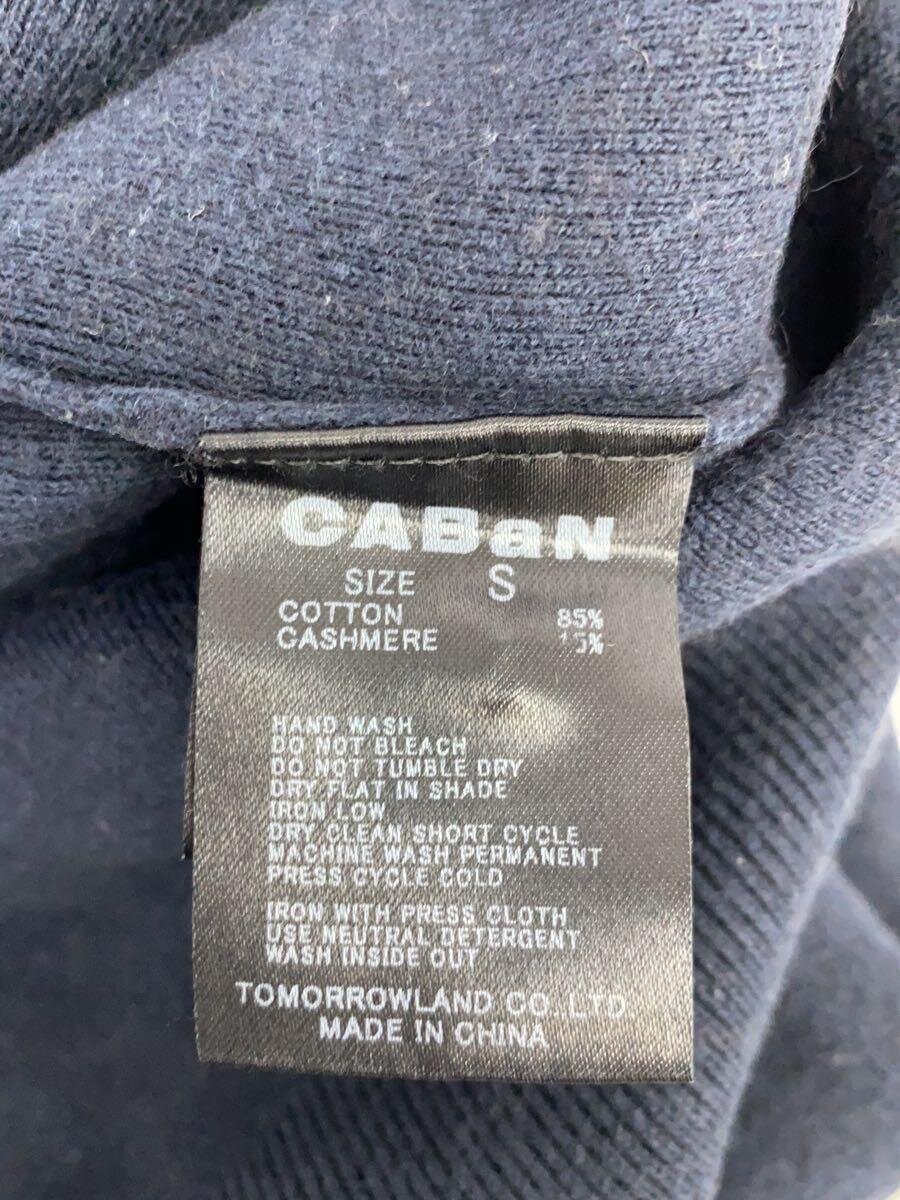 CABaN
SIZE S
COTTON 85%
CASHMERE 15%
HAND WASH
DO NOT BLEACH
DO NOT TUMBLE DRY
DRY FLAT IN SHADE
IRON LOW
DRY CLEAN SHORT CYCLE
MACHINE WASH PERMANENT
PRESS CYCLE COLD
IRON WITH PRESS CLOTH
USE NEUTRAL DETERGENT
WASH INSIDE OUT
TOMORROWLAND CO.,LTD.
MADE IN CHINA